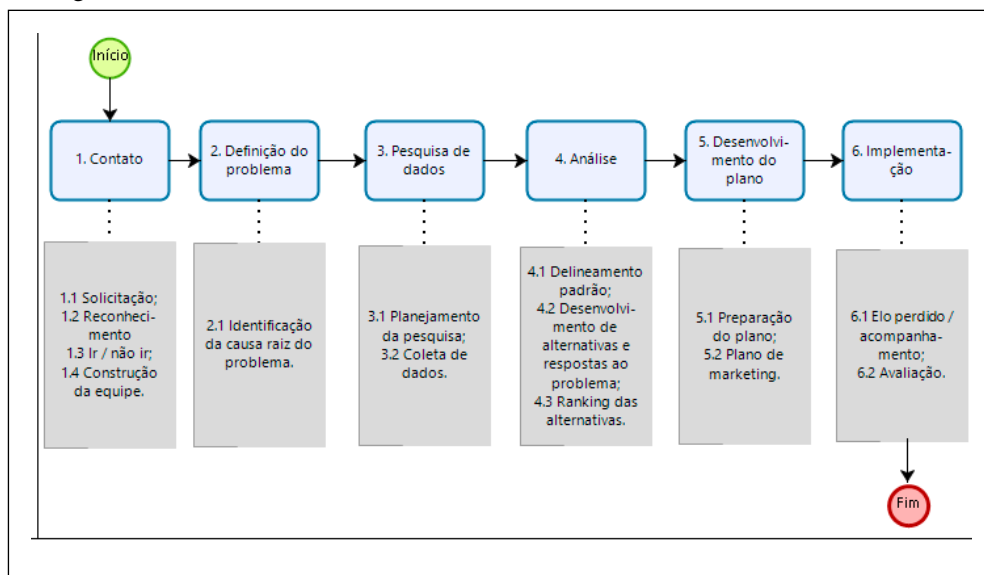 Início
1. Contato
2. Definição do
problema
3. Pesquisa de
dados
4. Análise
5. Desenvolvi-
mento do
plano
6. Implementa-
ção
1.1 Solicitação;
1.2 Reconheci-
mento
1.3 Ir / não ir;
1.4 Construção
da equipe.
2.1 Identificação
da causa raiz do
problema.
3.1 Planejamento
da pesquisa;
3.2 Coleta de
dados.
4.1 Delineamento
padrão;
4.2 Desenvolvi-
mento de
alternativas e
respostas ao
problema;
4.3 Ranking das
alternativas.
5.1 Preparação
do plano;
5.2 Plano de
marketing.
6.1 Elo perdido /
acompanha-
mento;
6.2 Avaliação.
Fim